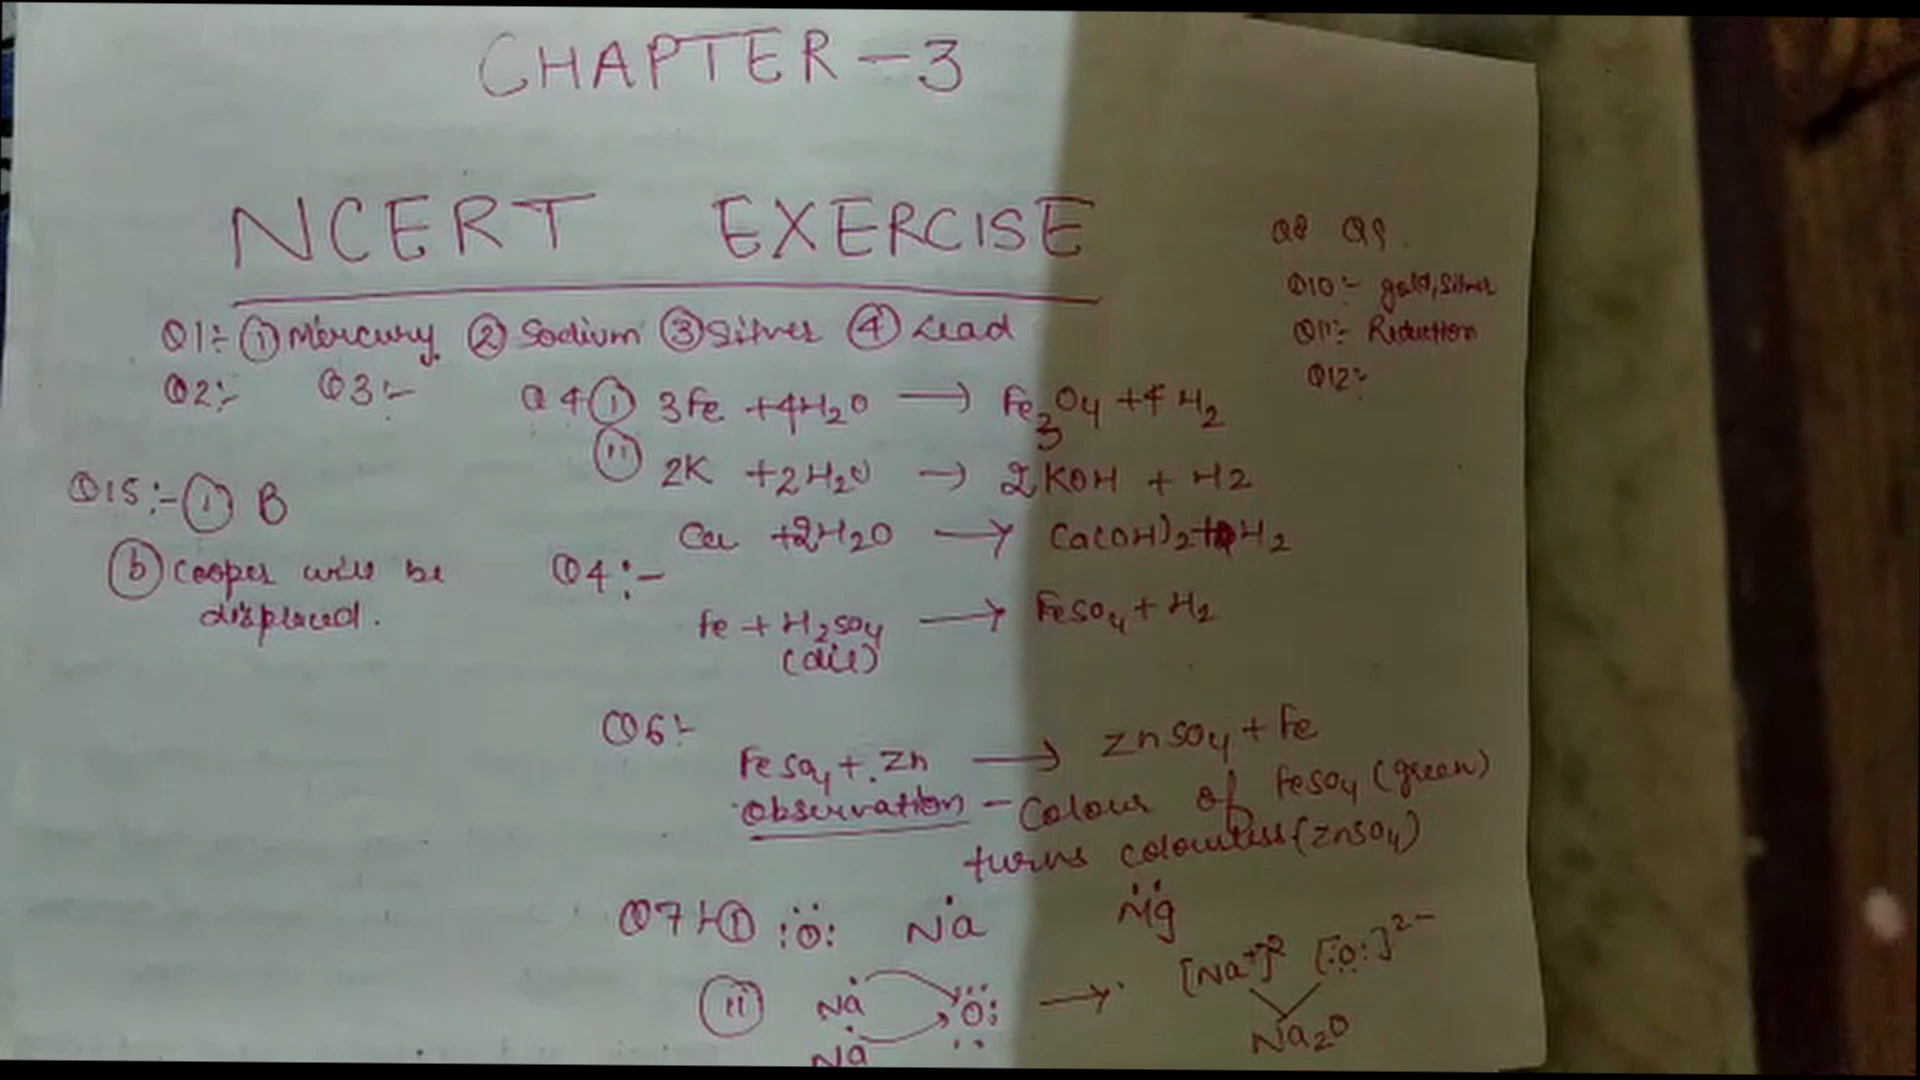 CHAPTER-3
NCERT EXERCISE
Q1:- ① Mercury. ② Sodium ③ Silver ④ Lead
Q2:- Q3:-
Q4 ① 3Fe + 4H2O → Fe3O4 + 4H2
ⓘⓘ 2K + 2H2O → 2KOH + H2
Ca + 2H2O → Ca(OH)2 + H2
Q4:-
Fe + H2SO4 → FeSO4 + H2
(dil)
Q6:-
FeSO4 + Zn → ZnSO4 + Fe
Observation - Colour of FeSO4 (green)
turns colourless (ZnSO4)
Q7:- ① :Ö: Na Mg
ⓘⓘ Na O → [Na+]2 [:O:]2-
Na Na2O
Q15:- ① B
ⓑ Cooper will be
displaced.
Q8 Q9.
Q10:- gold, Silver
Q11:- Reduction
Q12:-